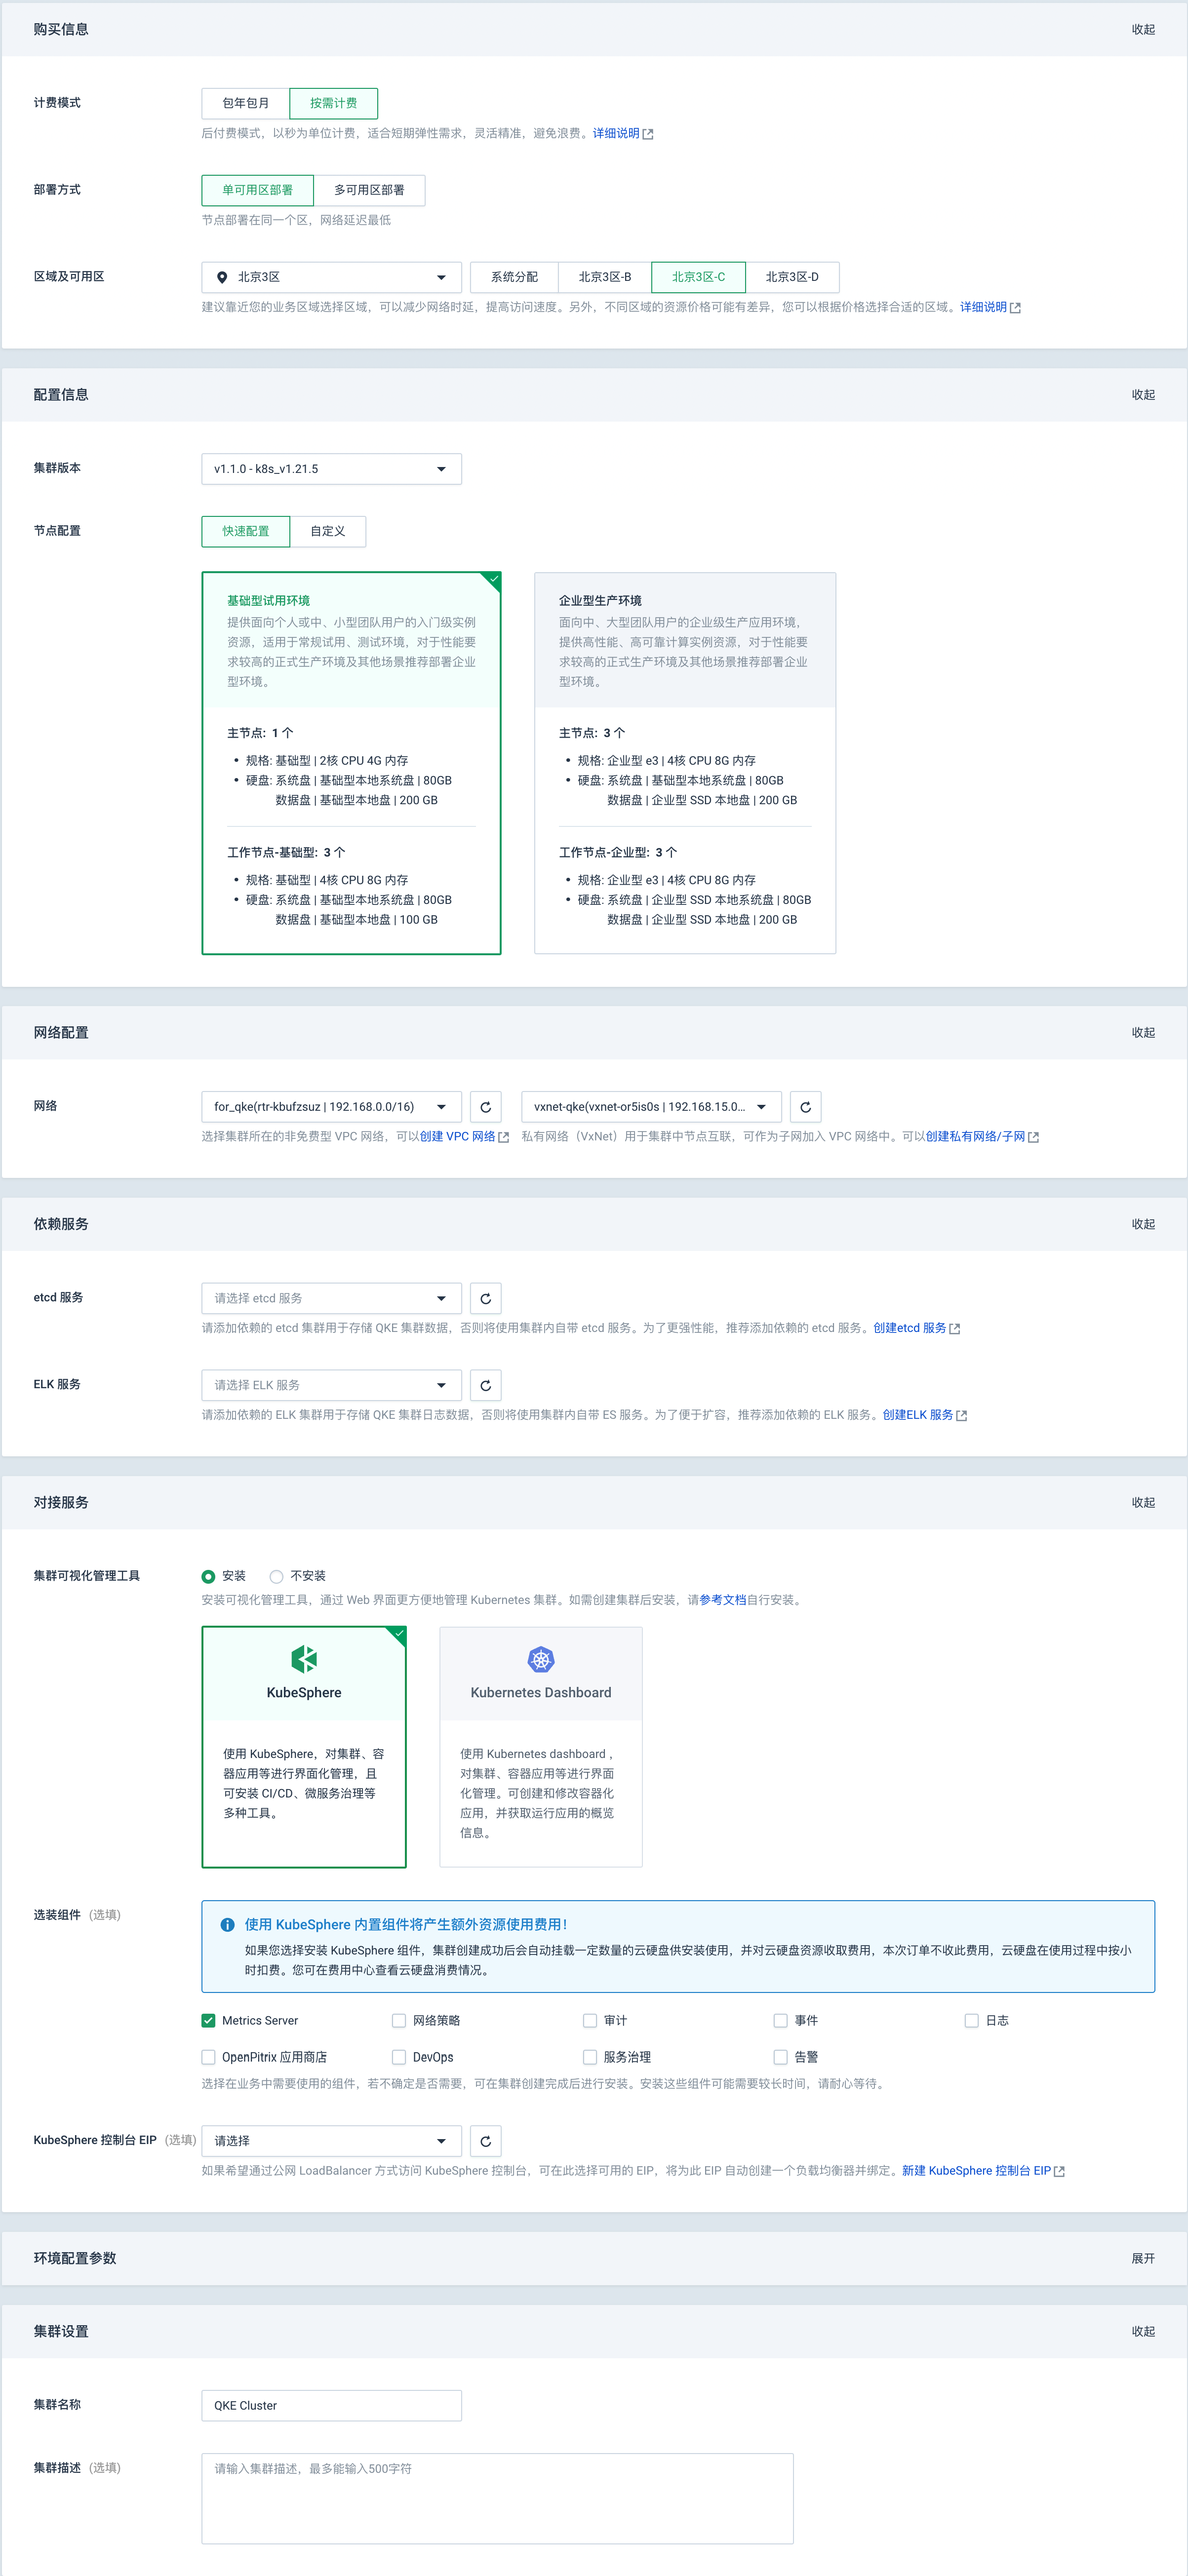 购买信息
收起
计费模式
包年包月
按需计费
后付费模式，以秒为单位计费，适合短期弹性需求，灵活精准，避免浪费。详细说明
部署方式
单可用区部署
多可用区部署
节点部署在同一个区，网络延迟最低
区域及可用区
北京3区
系统分配
北京3区-B
北京3区-C
北京3区-D
建议靠近您的业务区域选择区域，可以减少网络时延，提高访问速度。另外，不同区域的资源价格可能有差异，您可以根据价格选择合适的区域。详细说明
配置信息
收起
集群版本
v1.1.0 - k8s_v1.21.5
节点配置
快速配置
自定义
基础型试用环境
提供面向个人或中、小型团队用户的入门级实例
资源，适用于常规试用、测试环境，对于性能要
求较高的正式生产环境及其他场景推荐部署企业
型环境。
主节点: 1 个
规格: 基础型 | 2核 CPU 4G 内存
硬盘: 系统盘 | 基础型本地系统盘 | 80GB
数据盘 | 基础型本地盘 | 200 GB
工作节点-基础型: 3 个
规格: 基础型 | 4核 CPU 8G 内存
硬盘: 系统盘 | 基础型本地系统盘 | 80GB
数据盘 | 基础型本地盘 | 100 GB
企业型生产环境
面向中、大型团队用户的企业级生产应用环境，
提供高性能、高可靠计算实例资源，对于性能要
求较高的正式生产环境及其他场景推荐部署企业
型环境。
主节点: 3 个
规格: 企业型 e3 | 4核 CPU 8G 内存
硬盘: 系统盘 | 基础型本地系统盘 | 80GB
数据盘 | 企业型 SSD 本地盘 | 200 GB
工作节点-企业型: 3 个
规格: 企业型 e3 | 4核 CPU 8G 内存
硬盘: 系统盘 | 企业型 SSD 本地系统盘 | 80GB
数据盘 | 企业型 SSD 本地盘 | 200 GB
网络配置
收起
网络
for_qke(rtr-kbufzsuz | 192.168.0.0/16)
vxnet-qke(vxnet-or5is0s | 192.168.15.0...
选择集群所在的非免费型 VPC 网络，可以创建 VPC 网络
私有网络（VxNet）用于集群中节点互联，可作为子网加入 VPC 网络中。可以创建私有网络/子网
依赖服务
收起
etcd 服务
请选择 etcd 服务
请添加依赖的 etcd 集群用于存储 QKE 集群数据，否则将使用集群内自带 etcd 服务。为了更强性能，推荐添加依赖的 etcd 服务。创建etcd 服务
ELK 服务
请选择 ELK 服务
请添加依赖的 ELK 集群用于存储 QKE 集群日志数据，否则将使用集群内自带 ES 服务。为了便于扩容，推荐添加依赖的 ELK 服务。创建ELK 服务
对接服务
收起
集群可视化管理工具
安装
不安装
安装可视化管理工具，通过 Web 界面更方便地管理 Kubernetes 集群。如需创建集群后安装，请参考文档自行安装。
KubeSphere
使用 KubeSphere，对集群、容
器应用等进行界面化管理，且
可安装 CI/CD、微服务治理等
多种工具。
Kubernetes Dashboard
使用 Kubernetes dashboard ，
对集群、容器应用等进行界面
化管理。可创建和修改容器化
应用，并获取运行应用的概览
信息。
选装组件 (选填)
使用 KubeSphere 内置组件将产生额外资源使用费用！
如果您选择安装 KubeSphere 组件，集群创建成功后会自动挂载一定数量的云硬盘供安装使用，并对云硬盘资源收取费用，本次订单不收此费用，云硬盘在使用过程中按小
时扣费。您可在费用中心查看云硬盘消费情况。
Metrics Server
网络策略
审计
事件
日志
OpenPitrix 应用商店
DevOps
服务治理
告警
选择在业务中需要使用的组件，若不确定是否需要，可在集群创建完成后进行安装。安装这些组件可能需要较长时间，请耐心等待。
KubeSphere 控制台 EIP (选填)
请选择
如果希望通过公网 LoadBalancer 方式访问 KubeSphere 控制台，可在此选择可用的 EIP，将为此 EIP 自动创建一个负载均衡器并绑定。新建 KubeSphere 控制台 EIP
环境配置参数
展开
集群设置
收起
集群名称
QKE Cluster
集群描述 (选填)
请输入集群描述，最多能输入500字符